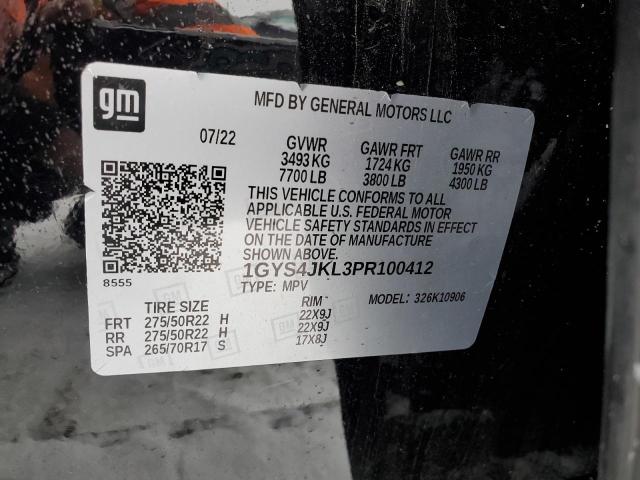 gm
MFD BY GENERAL MOTORS LLC
07/22 GVWR GAWR FRT GAWR RR
3493 KG 1724 KG 1950 KG
7700 LB 3800 LB 4300 LB
THIS VEHICLE CONFORMS TO ALL
APPLICABLE U.S. FEDERAL MOTOR
VEHICLE SAFETY STANDARDS IN EFFECT
ON THE DATE OF MANUFACTURE
SHOWN ABOVE.
1GYS4JKL3PR100412
8555 TYPE: MPV MODEL: 326K10906
TIRE SIZE RIM
FRT 275/50R22 H 22X9J
RR 275/50R22 H 22X9J
SPA 265/70R17 S 17X8J